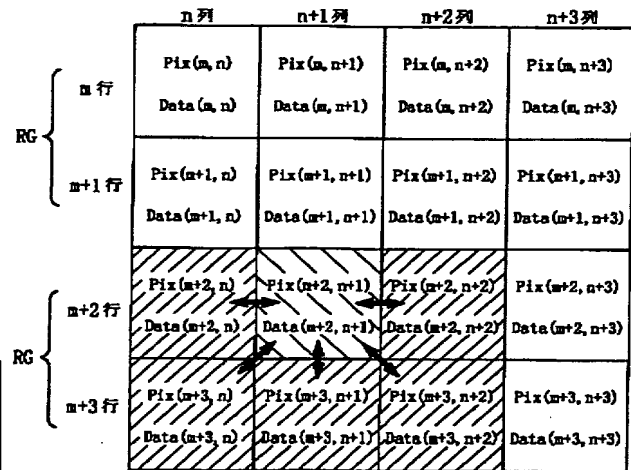 n列 n+1列 n+2列 n+3列
RG
m行
Pix(m,n) Pix(m,n+1) Pix(m,n+2) Pix(m,n+3)
Data(m,n) Data(m,n+1) Data(m,n+2) Data(m,n+3)
m+1行
Pix(m+1,n) Pix(m+1,n+1) Pix(m+1,n+2) Pix(m+1,n+3)
Data(m+1,n) Data(m+1,n+1) Data(m+1,n+2) Data(m+1,n+3)
RG
m+2行
Pix(m+2,n) Pix(m+2,n+1) Pix(m+2,n+2) Pix(m+2,n+3)
Data(m+2,n) Data(m+2,n+1) Data(m+2,n+2) Data(m+2,n+3)
m+3行
Pix(m+3,n) Pix(m+3,n+1) Pix(m+3,n+2) Pix(m+3,n+3)
Data(m+3,n) Data(m+3,n+1) Data(m+3,n+2) Data(m+3,n+3)